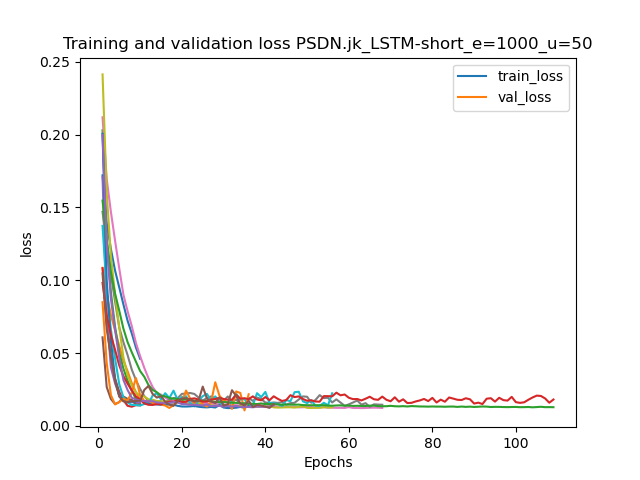 Training and validation loss PSDN.jk_LSTM-short_e=1000_u=50
train_loss
val_loss
loss
0.25
0.20
0.15
0.10
0.05
0.00
0 20 40 60 80 100
Epochs